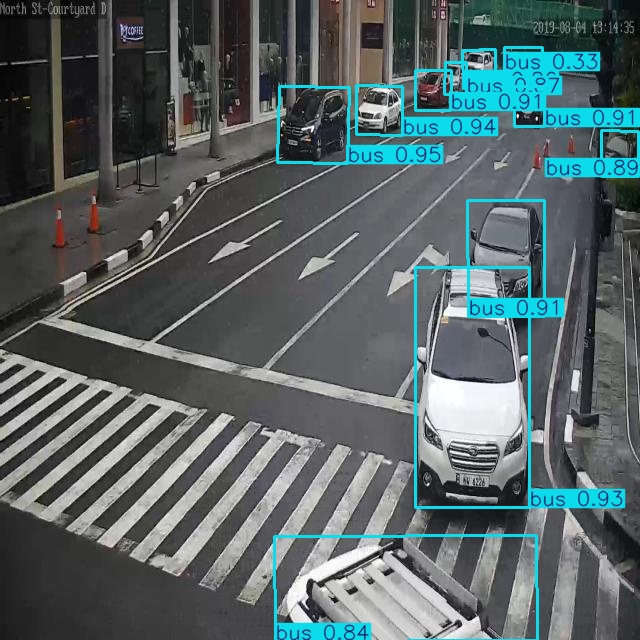 North St-Courtyard D
2019-08-04 13:14:35
COFFEE
bus 0.33
bus 0.87
bus 0.91
bus 0.91
bus 0.94
bus 0.95
bus 0.89
bus 0.91
bus 0.93
bus 0.84